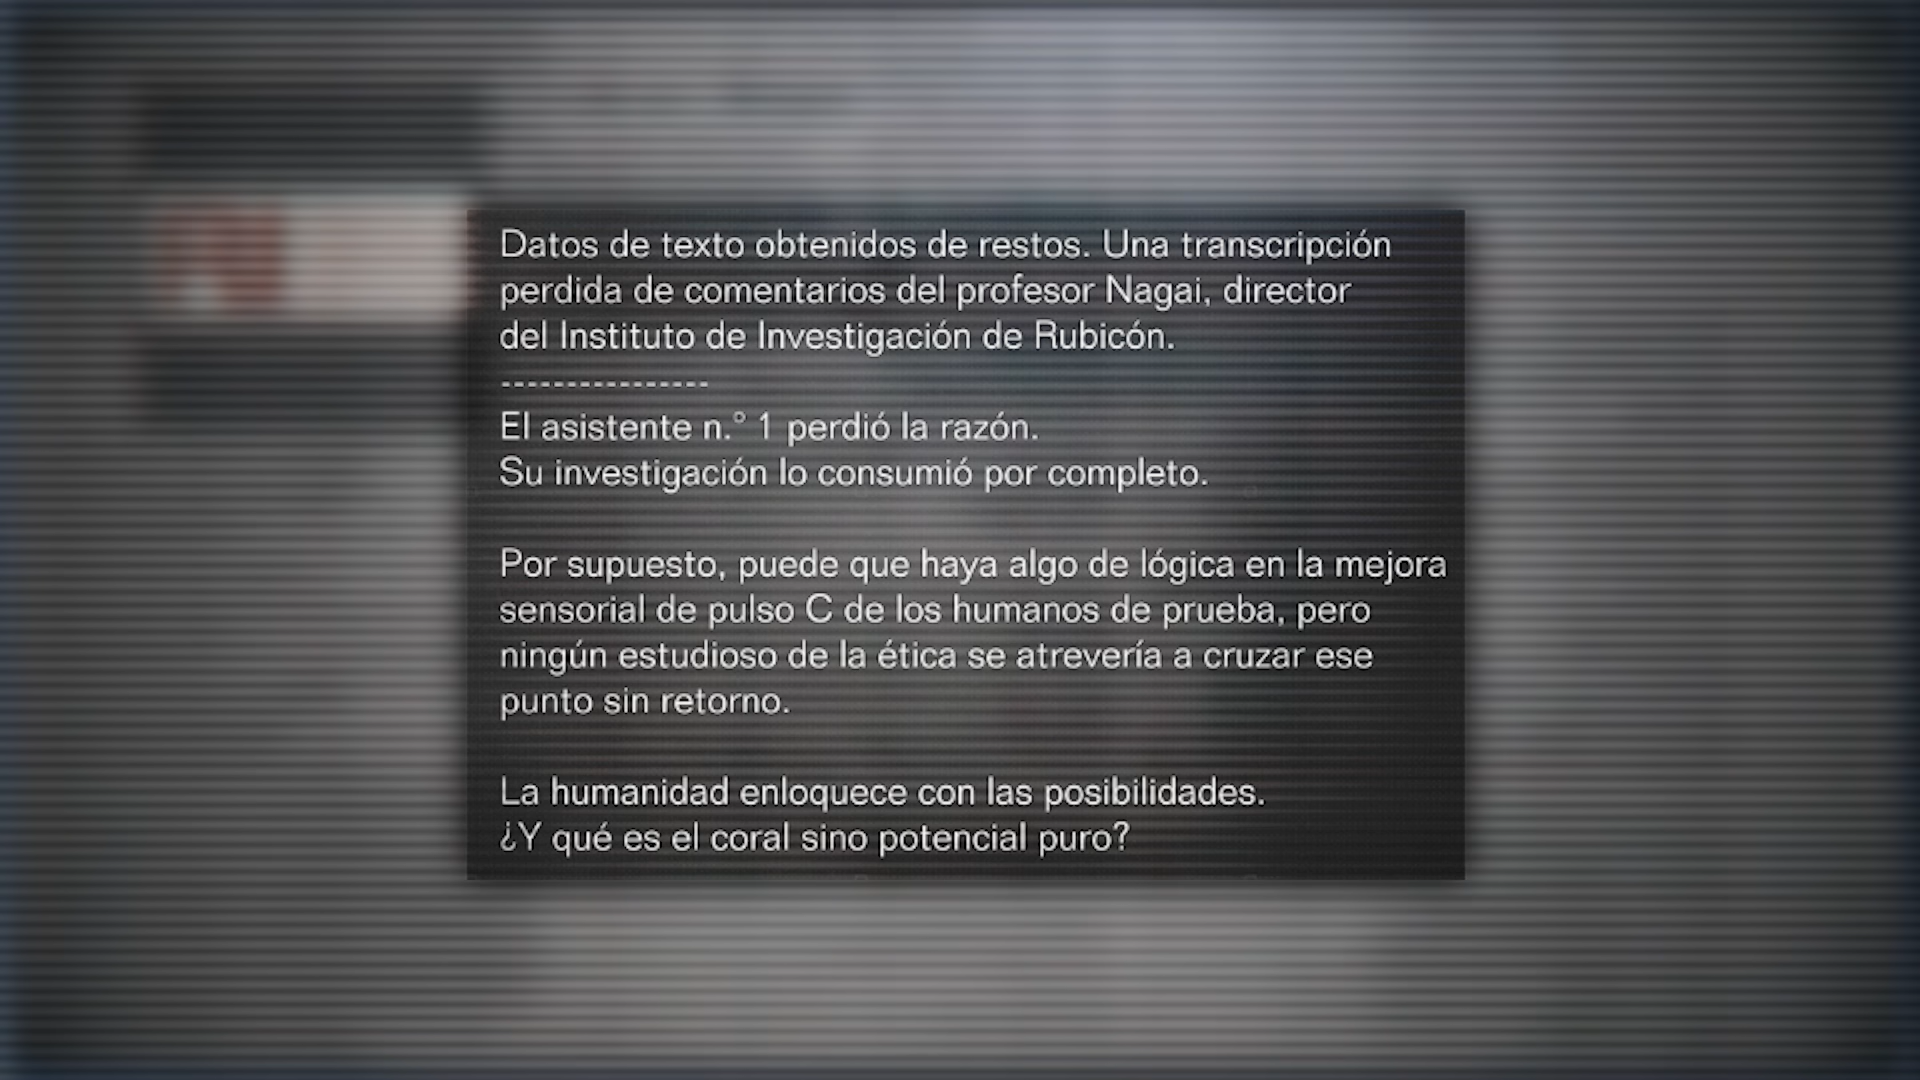 Datos de texto obtenidos de restos. Una transcripción
perdida de comentarios del profesor Nagai, director
del Instituto de Investigación de Rubicón.
----------------
El asistente n.° 1 perdió la razón.
Su investigación lo consumió por completo.
Por supuesto, puede que haya algo de lógica en la mejora
sensorial de pulso C de los humanos de prueba, pero
ningún estudioso de la ética se atrevería a cruzar ese
punto sin retorno.
La humanidad enloquece con las posibilidades.
¿Y qué es el coral sino potencial puro?